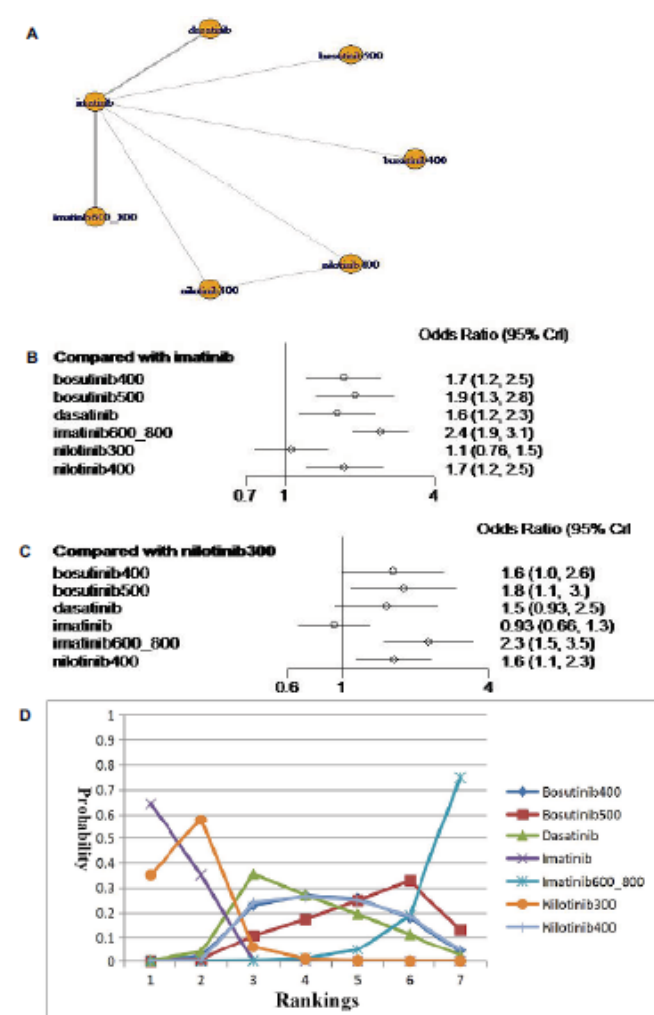 A
dasatinib
bosutinib500
imatinib
bosutinib400
imatinib600_800
nilotinib400
nilotinib300
Odds Ratio (95% CrI)
B Compared with imatinib
bosutinib400 1.7 (1.2, 2.5)
bosutinib500 1.9 (1.3, 2.8)
dasatinib 1.6 (1.2, 2.3)
imatinib600_800 2.4 (1.9, 3.1)
nilotinib300 1.1 (0.76, 1.5)
nilotinib400 1.7 (1.2, 2.5)
0.7 1 4
Odds Ratio (95% CrI
C Compared with nilotinib300
bosutinib400 1.6 (1.0, 2.6)
bosutinib500 1.8 (1.1, 3.)
dasatinib 1.5 (0.93, 2.5)
imatinib 0.93 (0.66, 1.3)
imatinib600_800 2.3 (1.5, 3.5)
nilotinib400 1.6 (1.1, 2.3)
0.6 1 4
D
1
0.9
0.8
0.7
0.6
0.5
0.4
0.3
0.2
0.1
0
Probability
1 2 3 4 5 6 7
Rankings
Bosutinib400
Bosutinib500
Dasatinib
Imatinib
Imatinib600_800
Nilotinib300
Nilotinib400